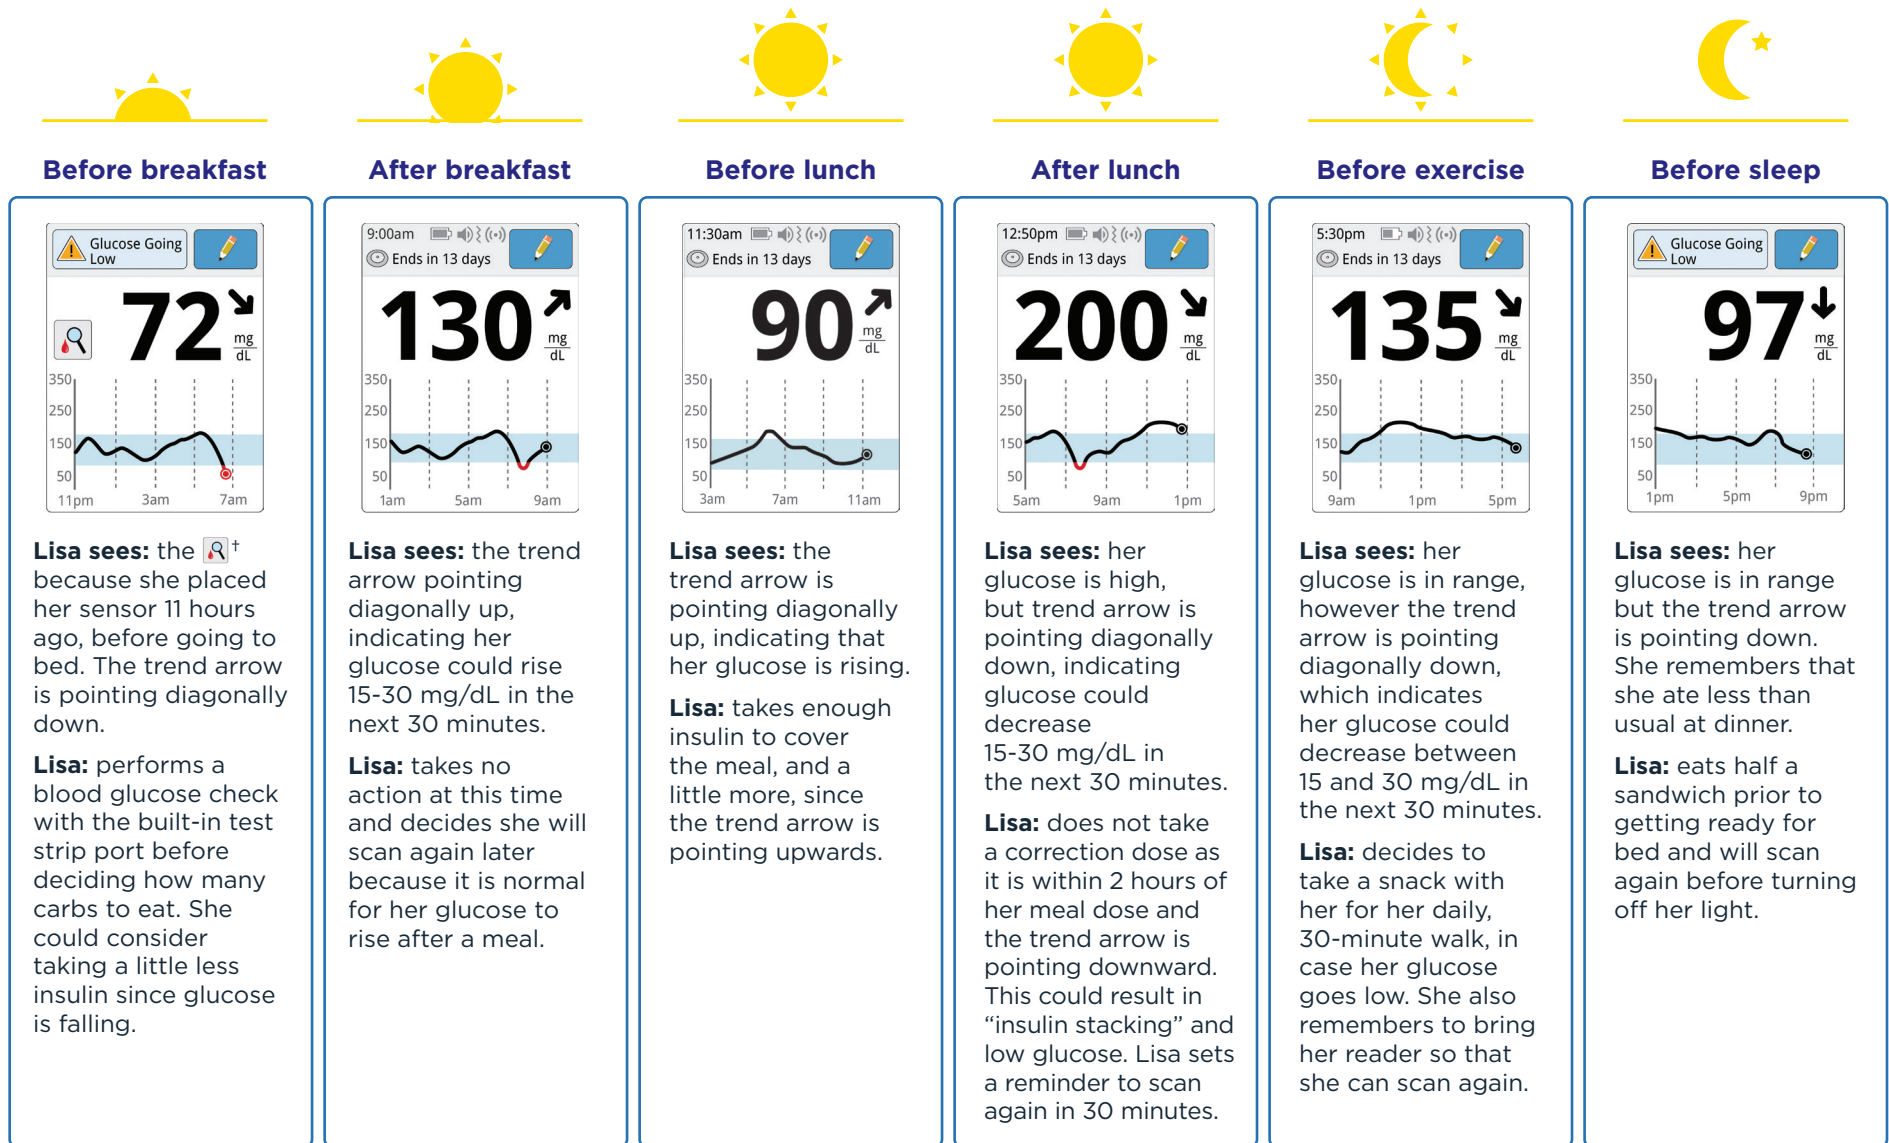 Before breakfast
Glucose Going
Low
72
mg
dL
350
250
150
50
11pm 3am 7am
Lisa sees: the †
because she placed
her sensor 11 hours
ago, before going to
bed. The trend arrow
is pointing diagonally
down.
Lisa: performs a
blood glucose check
with the built-in test
strip port before
deciding how many
carbs to eat. She
could consider
taking a little less
insulin since glucose
is falling.
After breakfast
9:00am
Ends in 13 days
130
mg
dL
350
250
150
50
1am 5am 9am
Lisa sees: the trend
arrow pointing
diagonally up,
indicating her
glucose could rise
15-30 mg/dL in the
next 30 minutes.
Lisa: takes no
action at this time
and decides she will
scan again later
because it is normal
for her glucose to
rise after a meal.
Before lunch
11:30am
Ends in 13 days
90
mg
dL
350
250
150
50
3am 7am 11am
Lisa sees: the
trend arrow is
pointing diagonally
up, indicating that
her glucose is rising.
Lisa: takes enough
insulin to cover
the meal, and a
little more, since
the trend arrow is
pointing upwards.
After lunch
12:50pm
Ends in 13 days
200
mg
dL
350
250
150
50
5am 9am 1pm
Lisa sees: her
glucose is high,
but trend arrow is
pointing diagonally
down, indicating
glucose could
decrease
15-30 mg/dL in
the next 30 minutes.
Lisa: does not take
a correction dose as
it is within 2 hours of
her meal dose and
the trend arrow is
pointing downward.
This could result in
“insulin stacking” and
low glucose. Lisa sets
a reminder to scan
again in 30 minutes.
Before exercise
5:30pm
Ends in 13 days
135
mg
dL
350
250
150
50
9am 1pm 5pm
Lisa sees: her
glucose is in range,
however the trend
arrow is pointing
diagonally down,
which indicates
her glucose could
decrease between
15 and 30 mg/dL in
the next 30 minutes.
Lisa: decides to
take a snack with
her for her daily,
30-minute walk, in
case her glucose
goes low. She also
remembers to bring
her reader so that
she can scan again.
Before sleep
Glucose Going
Low
97
mg
dL
350
250
150
50
1pm 5pm 9pm
Lisa sees: her
glucose is in range
but the trend arrow
is pointing down.
She remembers that
she ate less than
usual at dinner.
Lisa: eats half a
sandwich prior to
getting ready for
bed and will scan
again before turning
off her light.